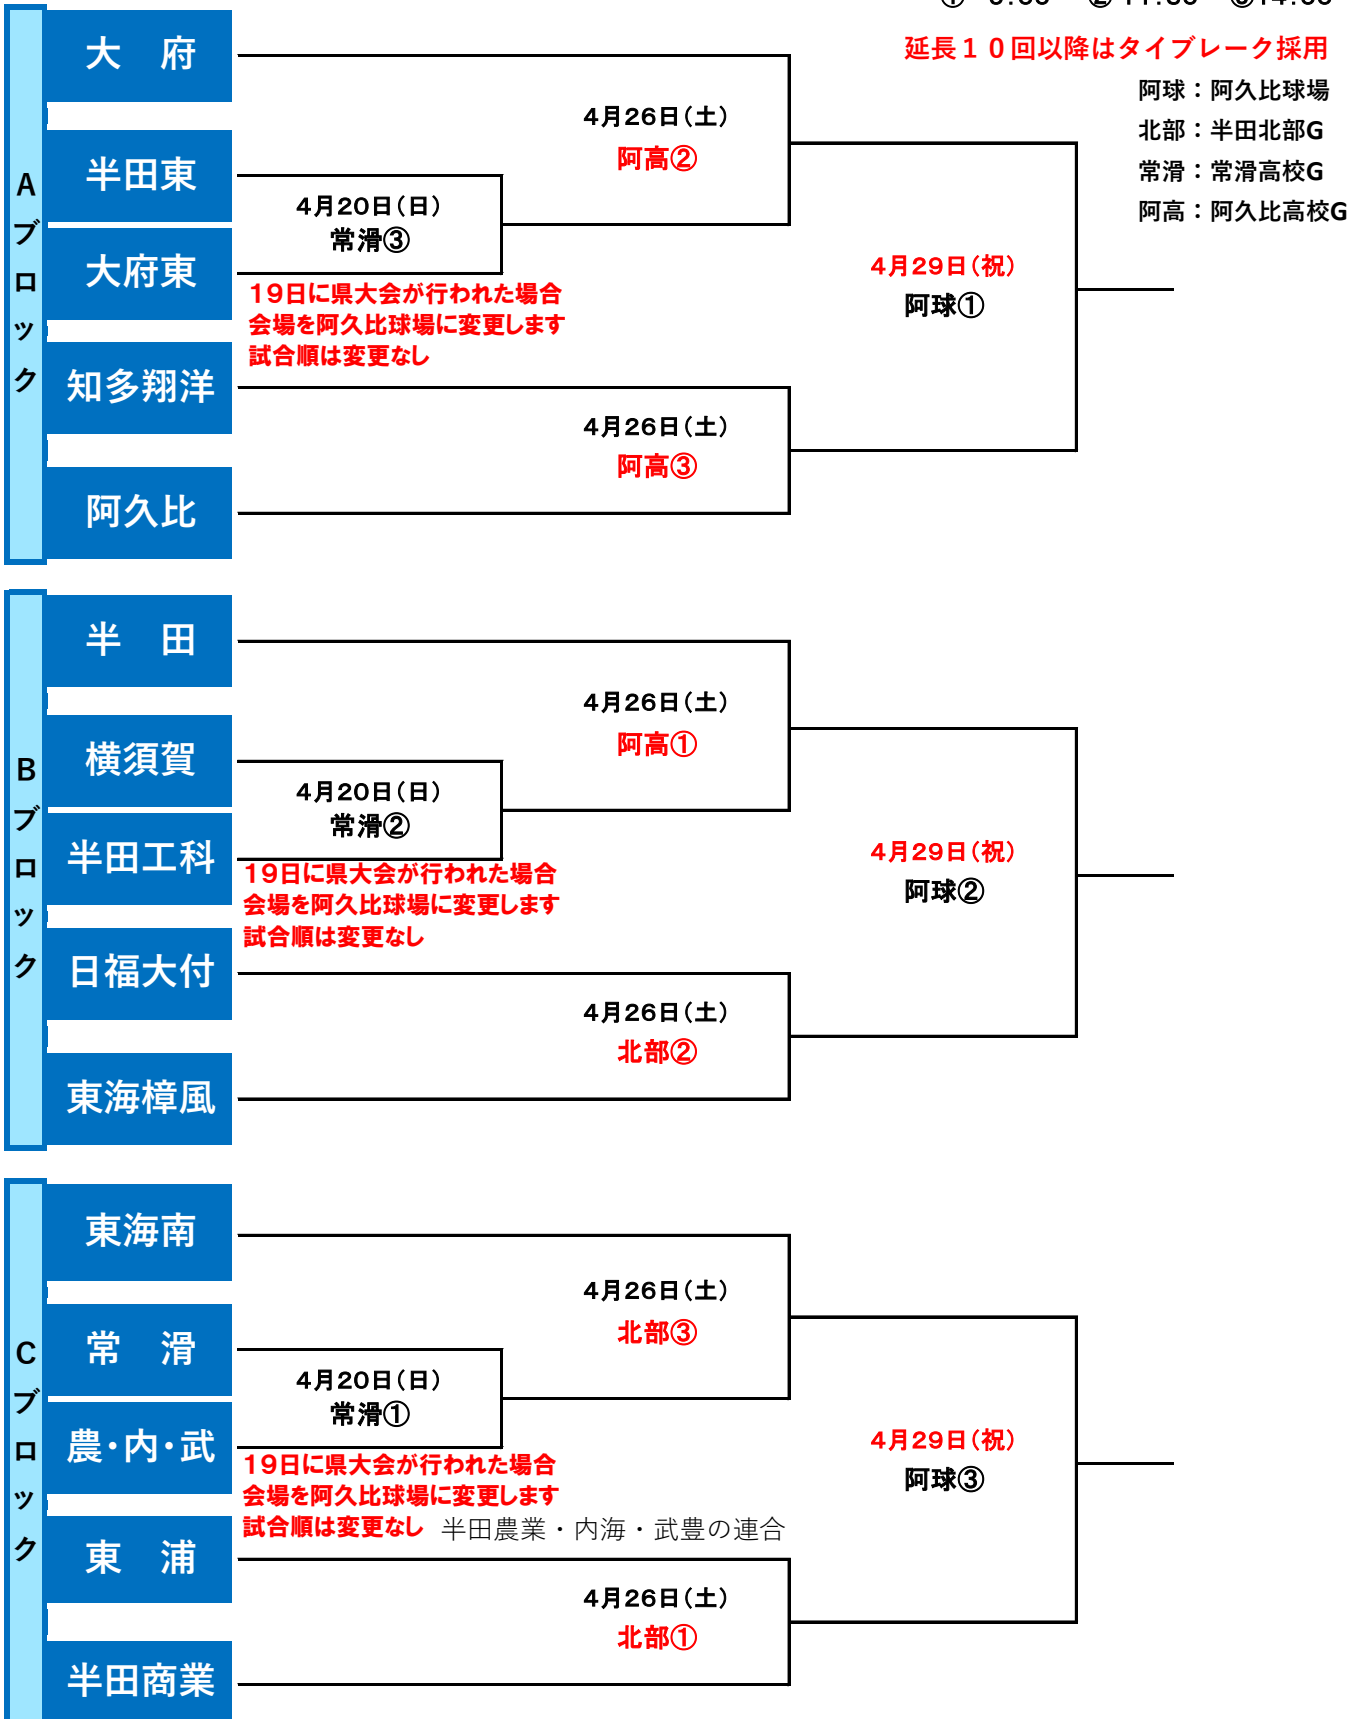 延長１０回以降はタイブレーク採用
阿球：阿久比球場
北部：半田北部G
常滑：常滑高校G
阿高：阿久比高校G
Aブロック
大　府
半田東
大府東
知多翔洋
阿久比
4月20日(日)
常滑③
19日に県大会が行われた場合
会場を阿久比球場に変更します
試合順は変更なし
4月26日(土)
阿高②
4月26日(土)
阿高③
4月29日(祝)
阿球①
Bブロック
半　田
横須賀
半田工科
日福大付
東海樟風
4月20日(日)
常滑②
19日に県大会が行われた場合
会場を阿久比球場に変更します
試合順は変更なし
4月26日(土)
阿高①
4月26日(土)
北部②
4月29日(祝)
阿球②
Cブロック
東海南
常　滑
農・内・武
東　浦
半田商業
4月20日(日)
常滑①
19日に県大会が行われた場合
会場を阿久比球場に変更します
試合順は変更なし　半田農業・内海・武豊の連合
4月26日(土)
北部③
4月26日(土)
北部①
4月29日(祝)
阿球③